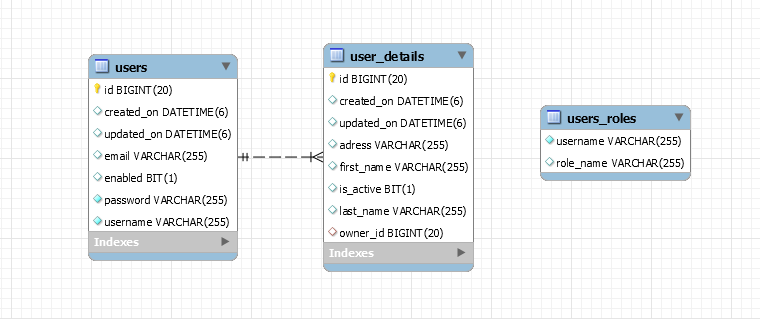 users
id BIGINT(20)
created_on DATETIME(6)
updated_on DATETIME(6)
email VARCHAR(255)
enabled BIT(1)
password VARCHAR(255)
username VARCHAR(255)
Indexes
user_details
id BIGINT(20)
created_on DATETIME(6)
updated_on DATETIME(6)
adress VARCHAR(255)
first_name VARCHAR(255)
is_active BIT(1)
last_name VARCHAR(255)
owner_id BIGINT(20)
Indexes
users_roles
username VARCHAR(255)
role_name VARCHAR(255)